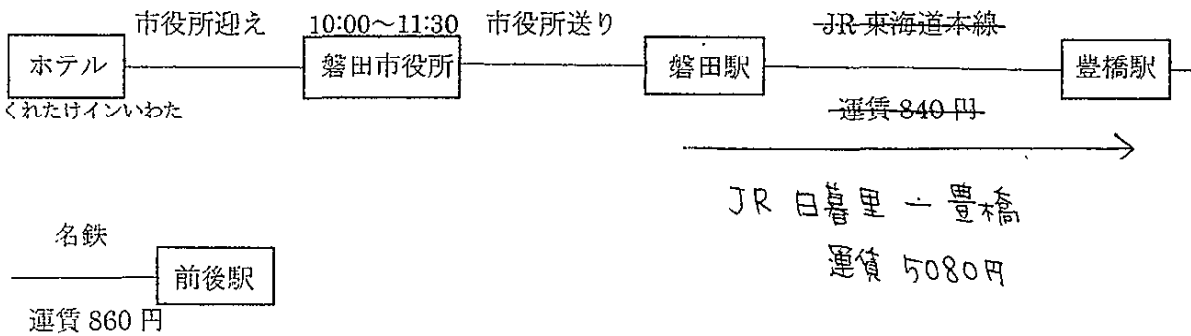 市役所迎え 10:00～11:30 市役所送り JR 東海道本線
ホテル 磐田市役所 磐田駅 豊橋駅
くれたけインいわた 運賃 840 円
JR 日暮里 ー 豊橋
運賃 5080円
名鉄
前後駅
運賃 860 円